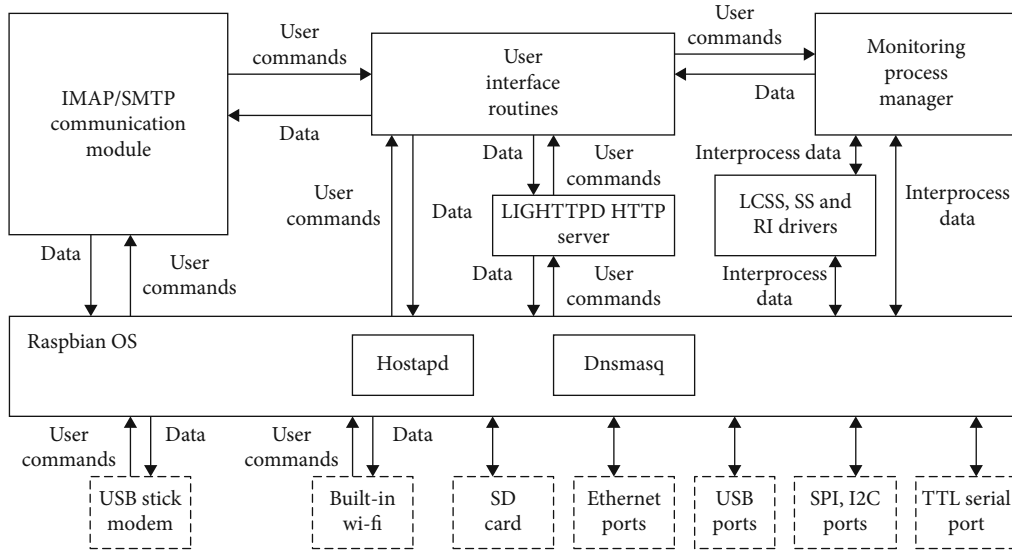 IMAP/SMTP
communication
module
User
commands
Data
User
interface
routines
User
commands
Data
Monitoring
process
manager
Data
User
commands
User
commands
Data
Data
User
commands
LIGHTTPD HTTP
server
Data
User
commands
Interprocess data
LCSS, SS and
RI drivers
Interprocess
data
Interprocess
data
Raspbian OS
Hostapd
Dnsmasq
User
commands
Data
User
commands
Data
USB stick
modem
Built-in
wi-fi
SD
card
Ethernet
ports
USB
ports
SPI, I2C
ports
TTL serial
port